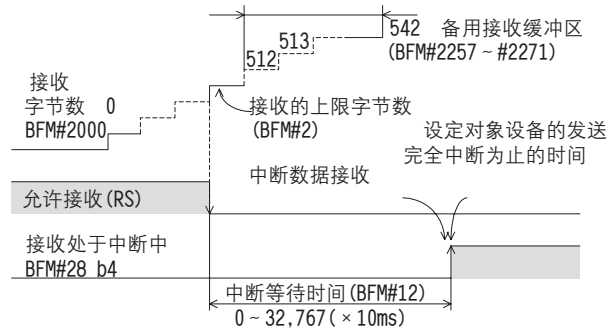 542 备用接收缓冲区
(BFM#2257~#2271)
513
512
接收
字节数 0
BFM#2000
接收的上限字节数
(BFM#2)
设定对象设备的发送
完全中断为止的时间
中断数据接收
允许接收(RS)
接收处于中断中
BFM#28 b4
中断等待时间(BFM#12)
0~32,767(×10ms)